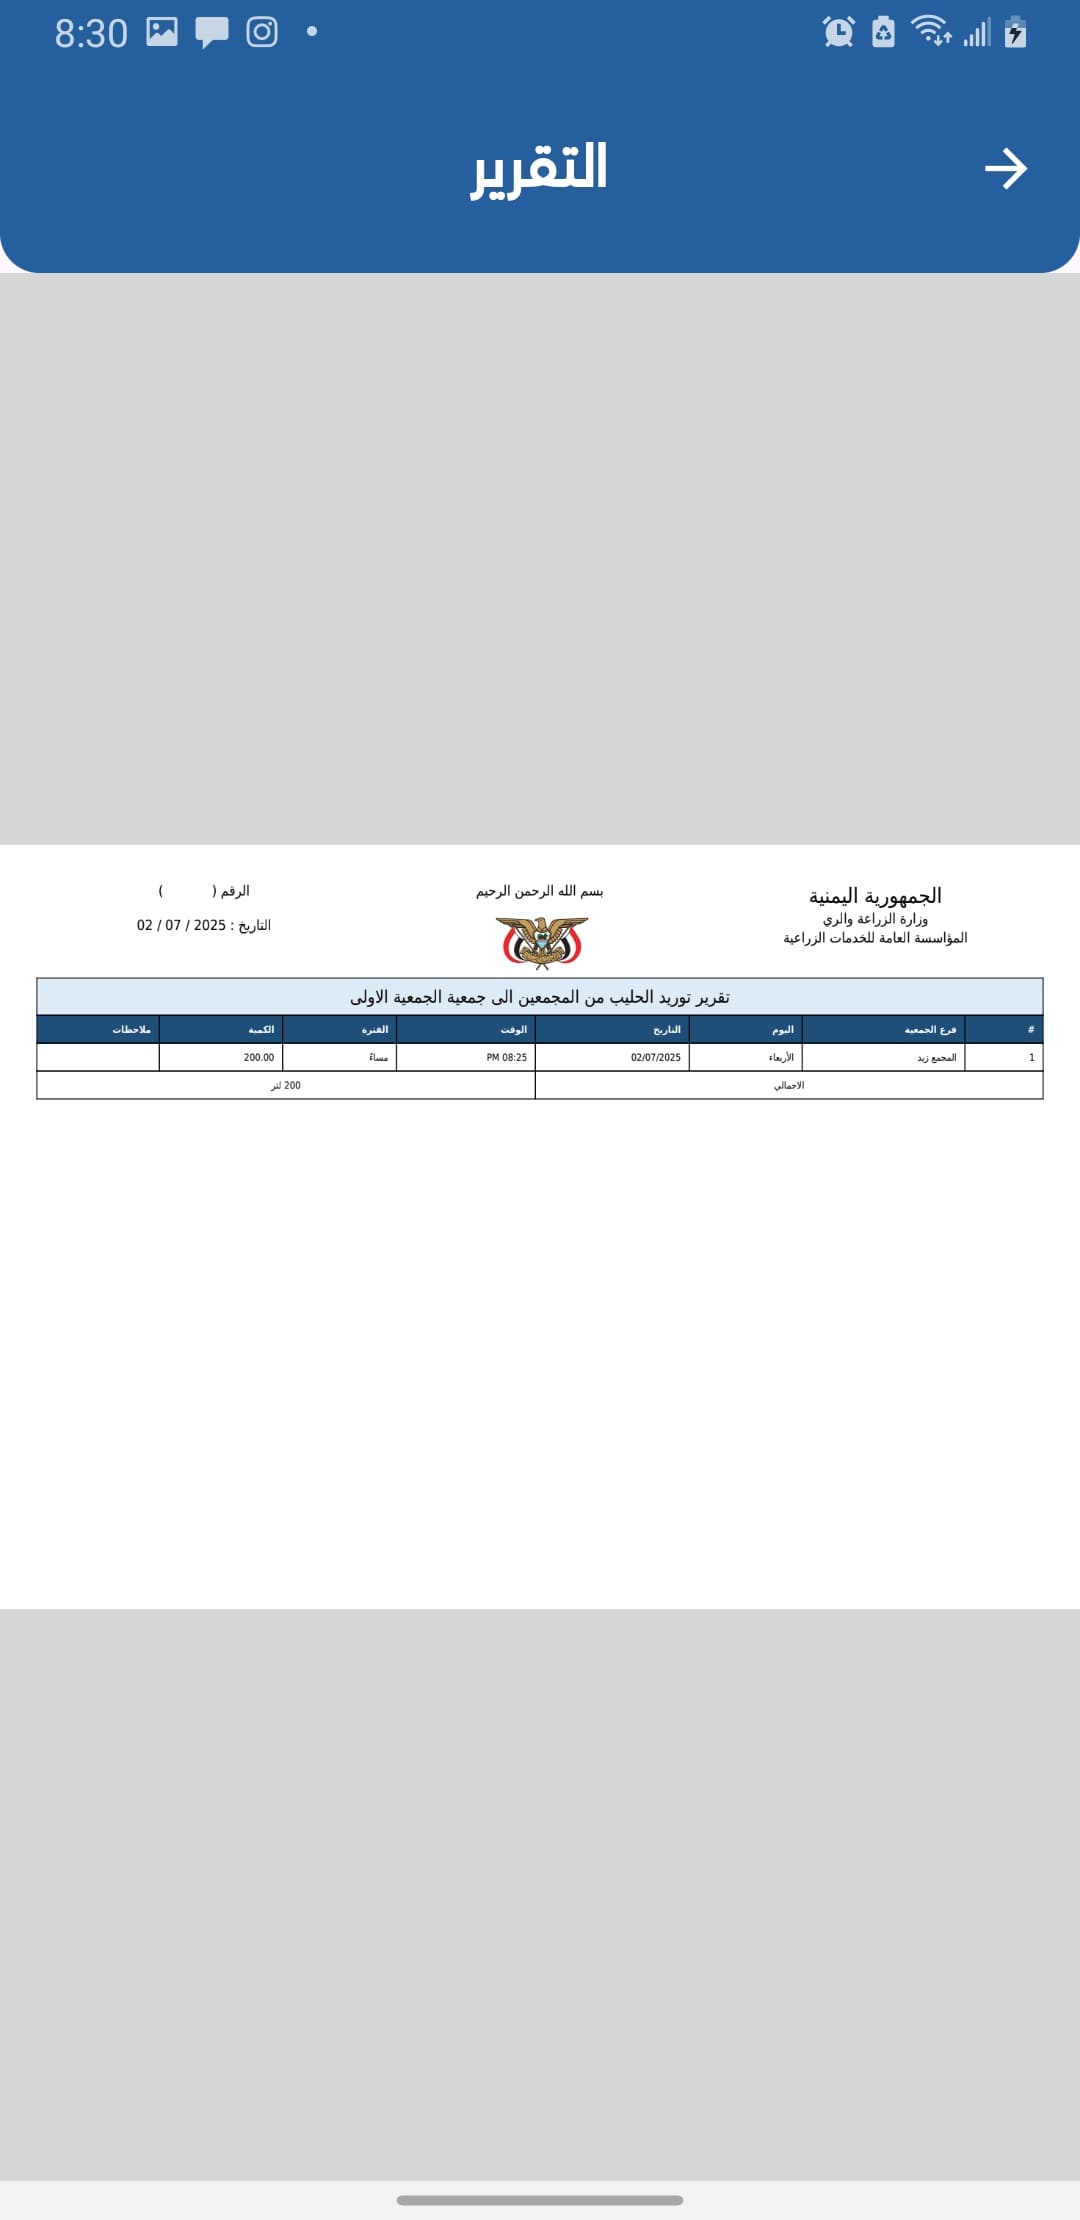 8:30
التقرير
الجمهورية اليمنية
وزارة الزراعة والري
المؤاسسة العامة للخدمات الزراعية
بسم الله الرحمن الرحيم
الرقم ( )
التاريخ : 2025 / 07 / 02
تقرير توريد الحليب من المجمعين الى جمعية الجمعية الاولى
# فرع الجمعية اليوم التاريخ الوقت الفترة الكمية ملاحظات
1 المجمع زيد الأربعاء 02/07/2025 08:25 PM مساءً 200.00
الاجمالي 200 لتر